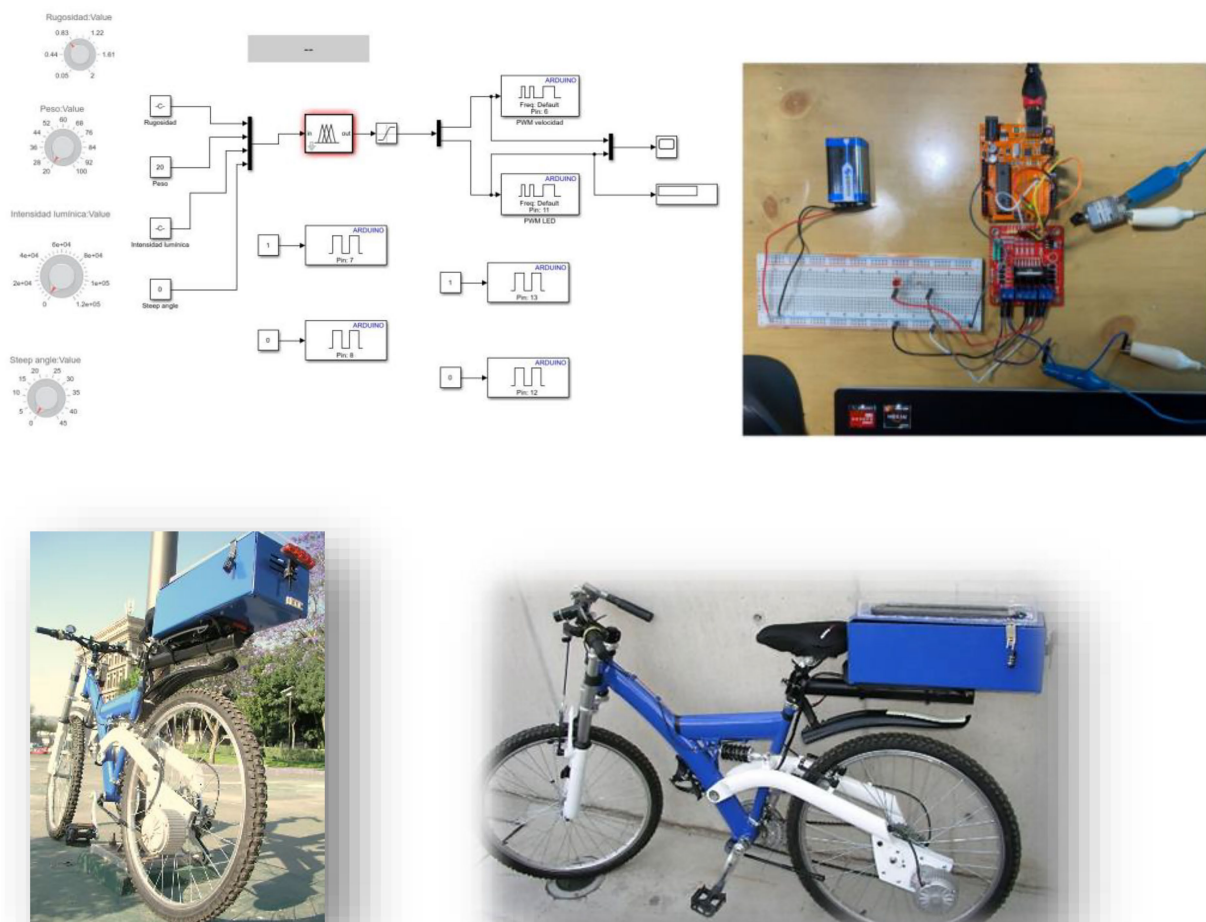 Rugosidad:Value
0.83
1.22
0.44
1.61
0.05
2
--
Peso:Value
60
52
68
44
76
36
84
28
92
20
100
-C-
Rugosidad
20
Peso
-C-
Intensidad lumínica
0
Steep angle
in
out
ARDUINO
Freq: Default
Pin: 6
PWM velocidad
ARDUINO
Freq: Default
Pin: 11
PWM LED
Intensidad lumínica:Value
6e+04
4e+04
8e+04
2e+04
1e+05
0
1.2e+05
1
ARDUINO
Pin: 7
1
ARDUINO
Pin: 13
0
ARDUINO
Pin: 8
0
ARDUINO
Pin: 12
Steep angle:Value
20
25
15
30
10
35
5
40
0
45